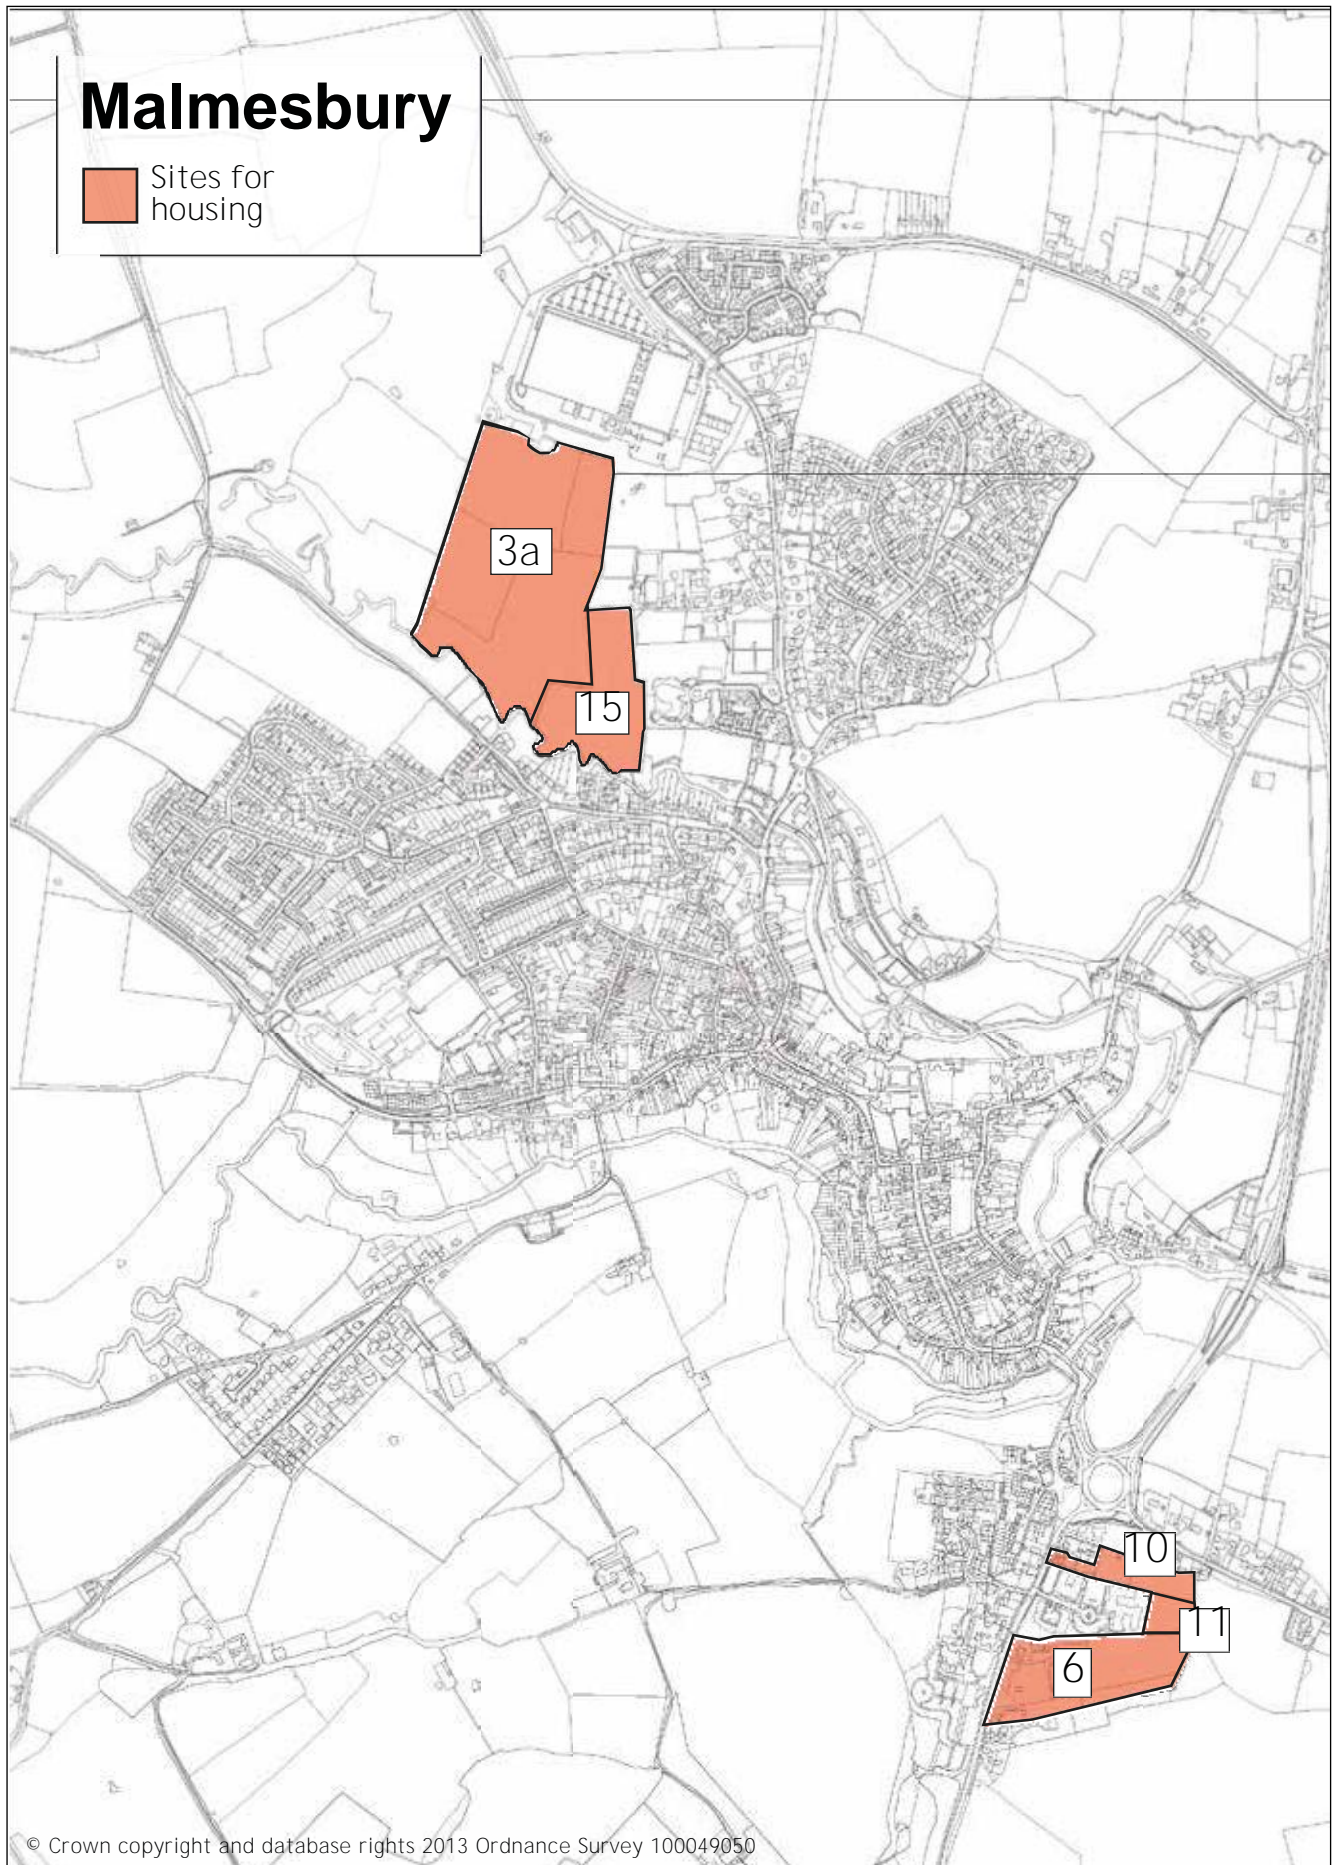 Malmesbury
Sites for
housing
3a
15
10
11
6
© Crown copyright and database rights 2013 Ordnance Survey 100049050